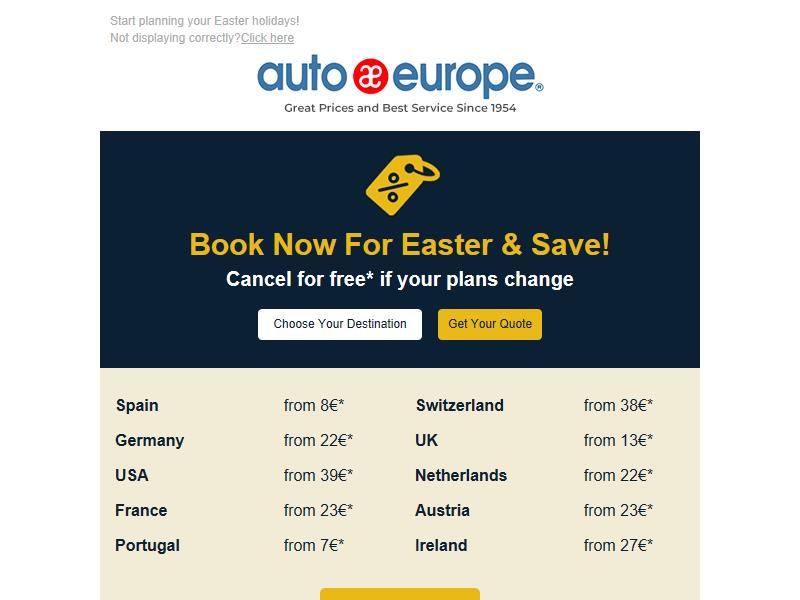 Start planning your Easter holidays!
Not displaying correctly?Click here
auto æ europe®
Great Prices and Best Service Since 1954
%
Book Now For Easter & Save!
Cancel for free* if your plans change
Choose Your Destination
Get Your Quote
Spain from 8€* Switzerland from 38€*
Germany from 22€* UK from 13€*
USA from 39€* Netherlands from 22€*
France from 23€* Austria from 23€*
Portugal from 7€* Ireland from 27€*